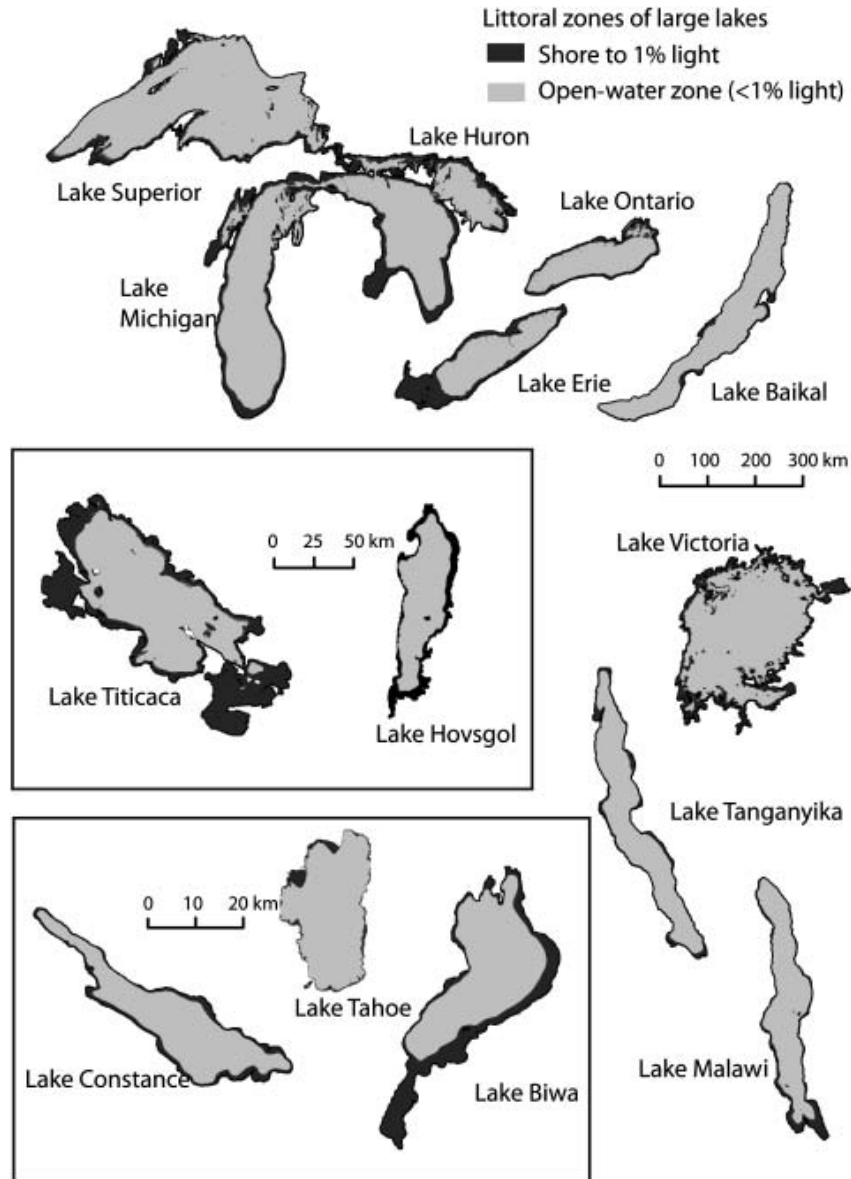 Littoral zones of large lakes
Shore to 1% light
Open-water zone (<1% light)
Lake Huron
Lake Superior
Lake Ontario
Lake
Michigan
Lake Erie
Lake Baikal
0 100 200 300 km
Lake Victoria
0 25 50 km
Lake Titicaca
Lake Hovsgol
Lake Tanganyika
0 10 20 km
Lake Tahoe
Lake Constance
Lake Biwa
Lake Malawi